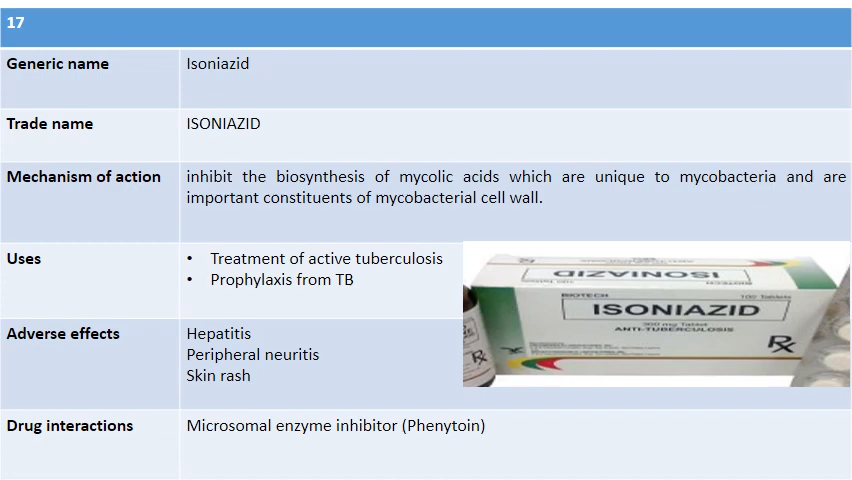 17
Generic name Isoniazid
Trade name ISONIAZID
Mechanism of action inhibit the biosynthesis of mycolic acids which are unique to mycobacteria and are
important constituents of mycobacterial cell wall.
Uses • Treatment of active tuberculosis
• Prophylaxis from TB
ISONIAZID
BIOTECH 100 Tablets
ISONIAZID
300 mg Tablet
ANTI-TUBERCULOSIS
Rx
Rx
Adverse effects Hepatitis
Peripheral neuritis
Skin rash
Drug interactions Microsomal enzyme inhibitor (Phenytoin)